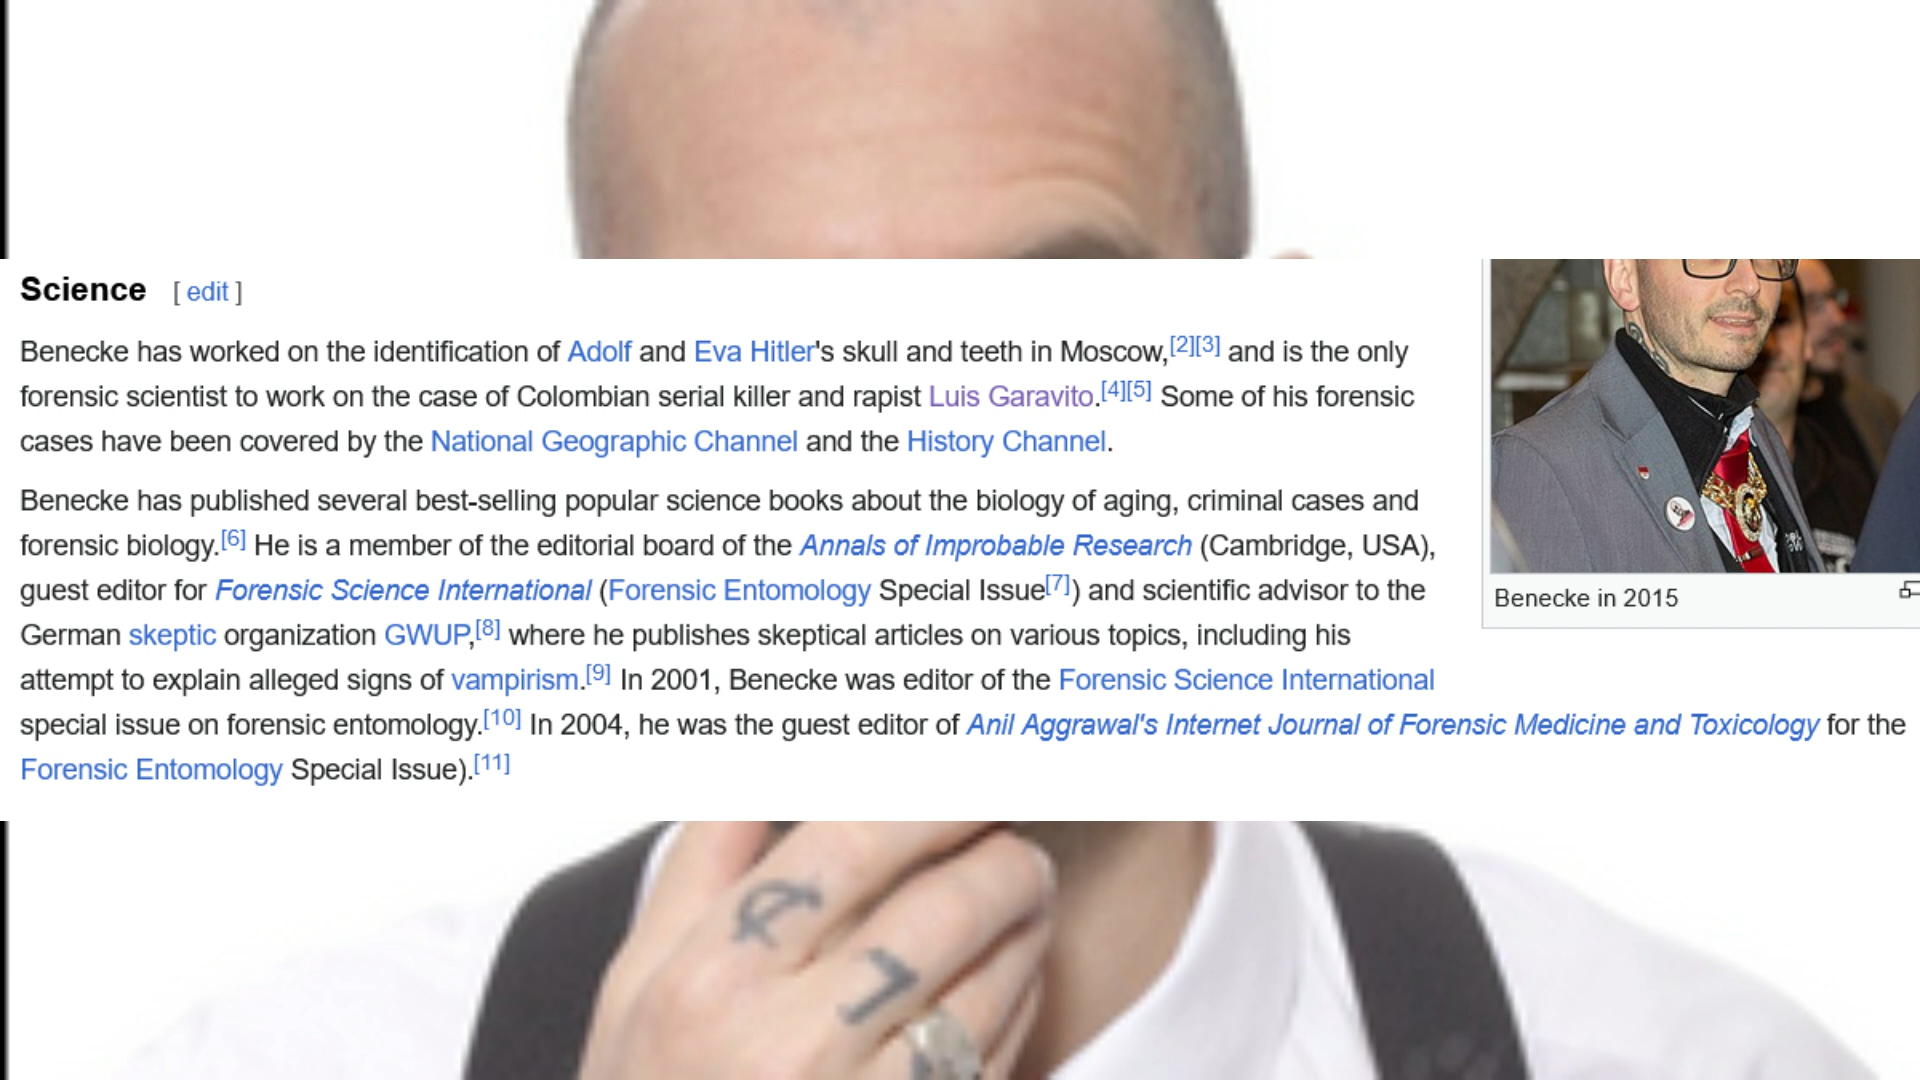 Science [ edit ]
Benecke has worked on the identification of Adolf and Eva Hitler's skull and teeth in Moscow,[2][3] and is the only
forensic scientist to work on the case of Colombian serial killer and rapist Luis Garavito.[4][5] Some of his forensic
cases have been covered by the National Geographic Channel and the History Channel.
Benecke has published several best-selling popular science books about the biology of aging, criminal cases and
forensic biology.[6] He is a member of the editorial board of the Annals of Improbable Research (Cambridge, USA),
guest editor for Forensic Science International (Forensic Entomology Special Issue[7]) and scientific advisor to the
German skeptic organization GWUP,[8] where he publishes skeptical articles on various topics, including his
attempt to explain alleged signs of vampirism.[9] In 2001, Benecke was editor of the Forensic Science International
special issue on forensic entomology.[10] In 2004, he was the guest editor of Anil Aggrawal's Internet Journal of Forensic Medicine and Toxicology for the
Forensic Entomology Special Issue).[11]
Benecke in 2015